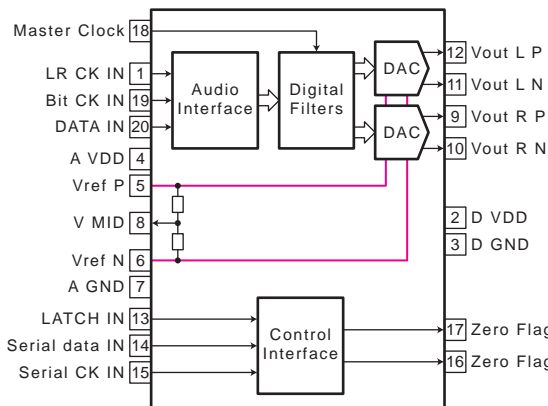 Master Clock 18
LR CK IN 1
Bit CK IN 19
DATA IN 20
A VDD 4
Vref P 5
V MID 8
Vref N 6
A GND 7
LATCH IN 13
Serial data IN 14
Serial CK IN 15
Audio
Interface
Digital
Filters
DAC
DAC
Control
Interface
12 Vout L P
11 Vout L N
9 Vout R P
10 Vout R N
2 D VDD
3 D GND
17 Zero Flag
16 Zero Flag